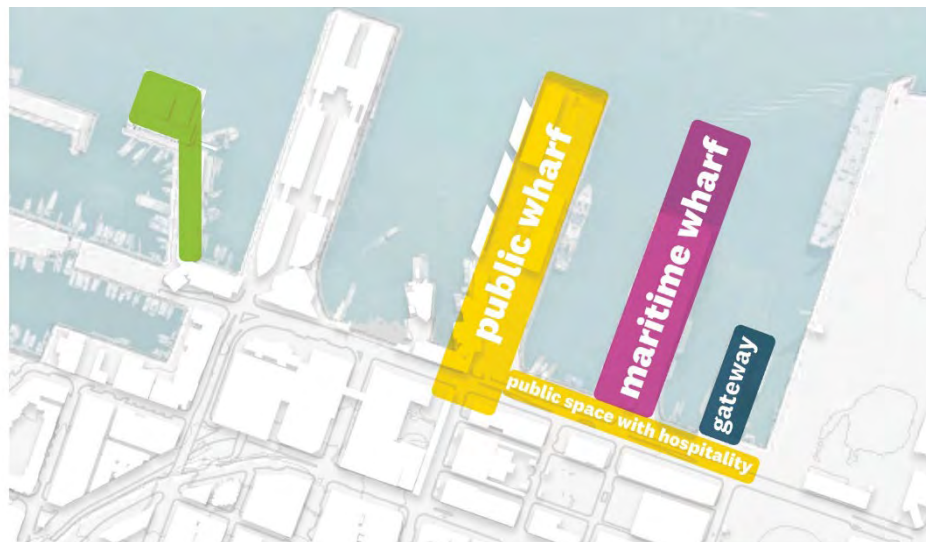 public wharf
maritime wharf
gateway
public space with hospitality